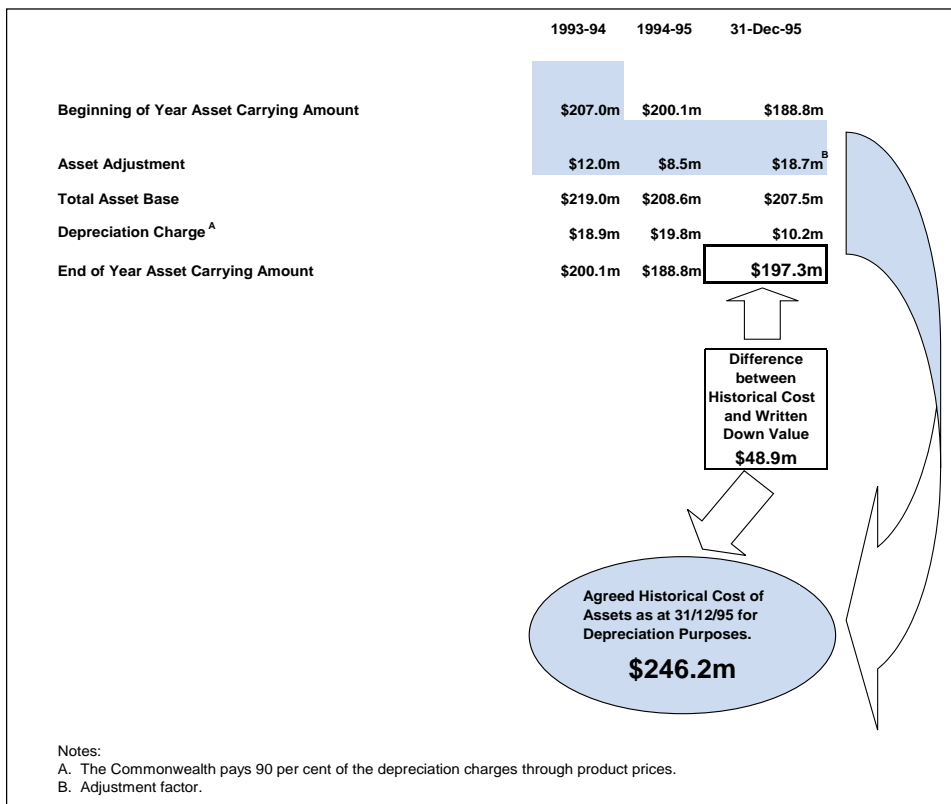 1993-94 1994-95 31-Dec-95
Beginning of Year Asset Carrying Amount $207.0m $200.1m $188.8m
Asset Adjustment $12.0m $8.5m $18.7m B
Total Asset Base $219.0m $208.6m $207.5m
Depreciation Charge A $18.9m $19.8m $10.2m
End of Year Asset Carrying Amount $200.1m $188.8m $197.3m
Difference
between
Historical Cost
and Written
Down Value
$48.9m
Agreed Historical Cost of
Assets as at 31/12/95 for
Depreciation Purposes.
$246.2m
Notes:
A. The Commonwealth pays 90 per cent of the depreciation charges through product prices.
B. Adjustment factor.